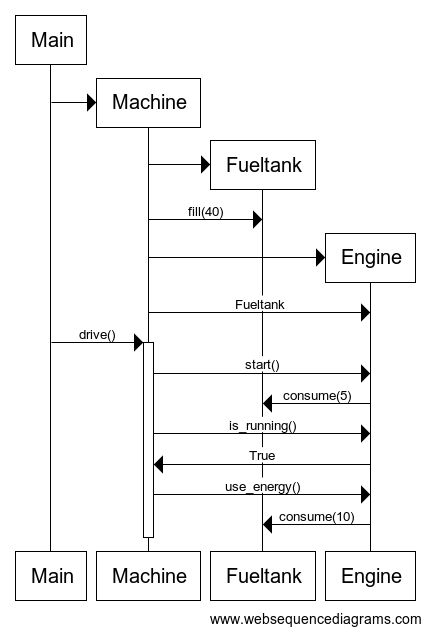 Main
Machine
Fueltank
fill(40)
Engine
Fueltank
drive()
start()
consume(5)
is_running()
True
use_energy()
consume(10)
Main Machine Fueltank Engine
www.websequencediagrams.com